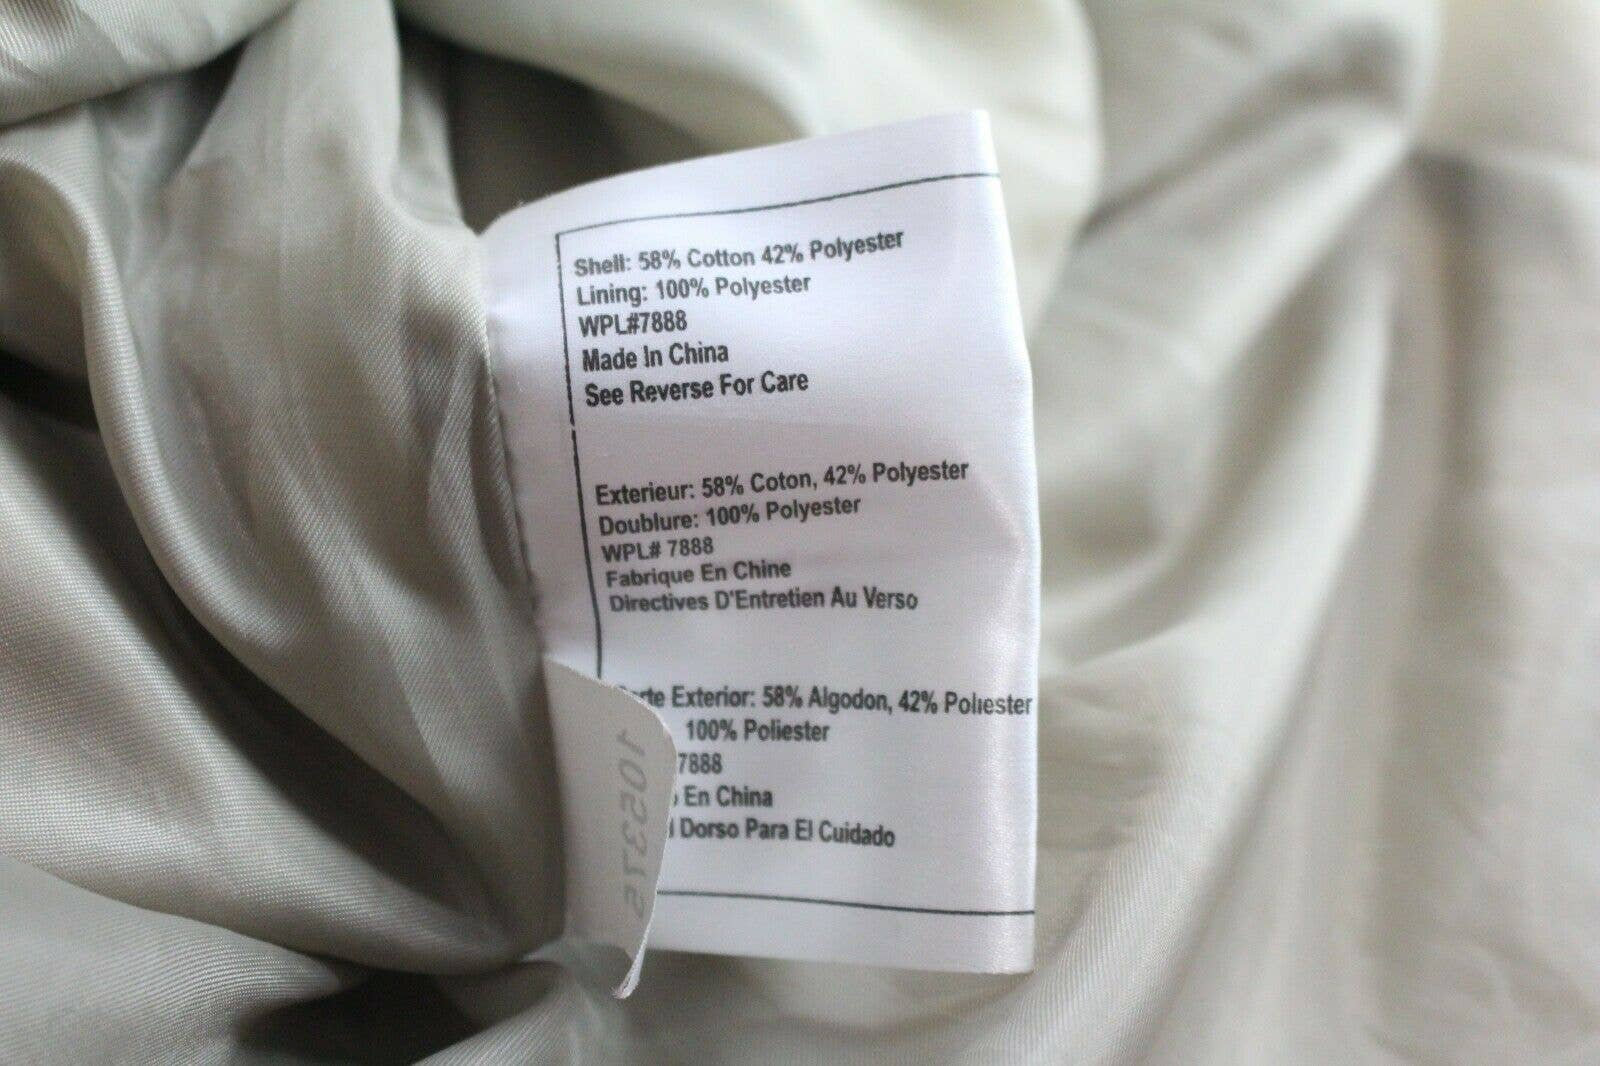 Shell: 58% Cotton 42% Polyester
Lining: 100% Polyester
WPL#7888
Made In China
See Reverse For Care
Exterieur: 58% Coton, 42% Polyester
Doublure: 100% Polyester
WPL# 7888
Fabrique En Chine
Directives D'Entretien Au Verso
Exterior: 58% Algodon, 42% Poliester
100% Poliester
7888
En China
Dorso Para El Cuidado
105375